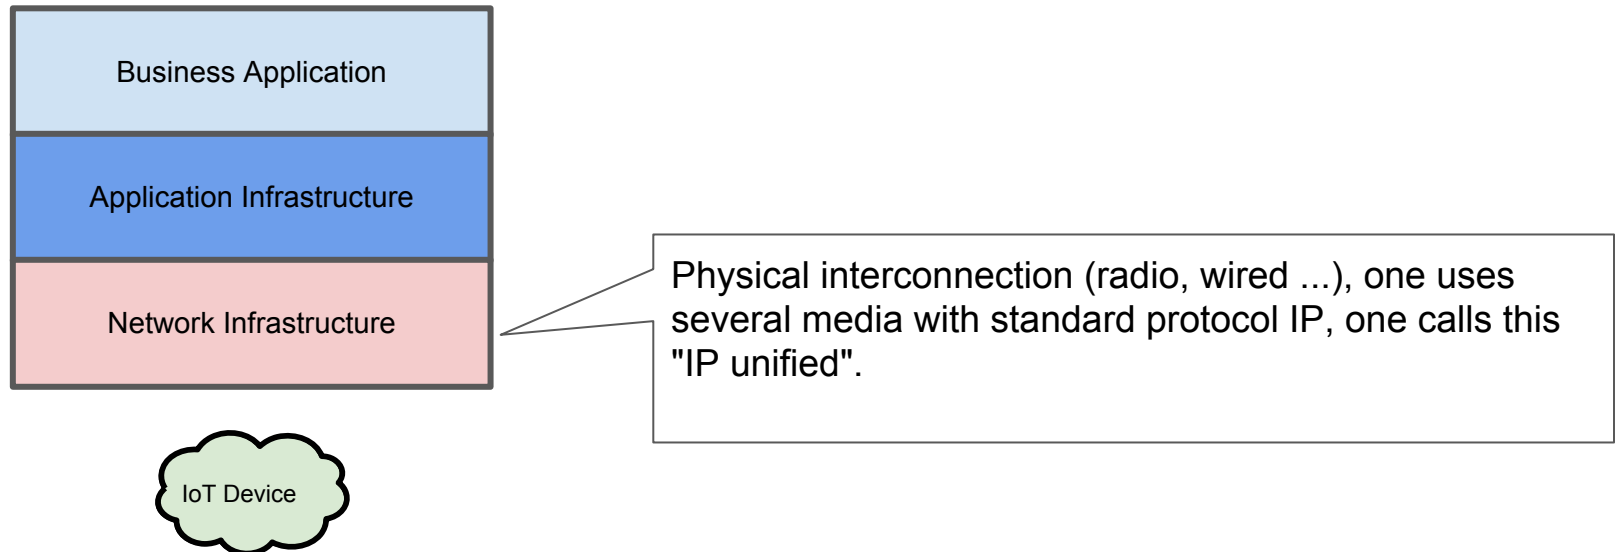 Business Application
Application Infrastructure
Network Infrastructure
Physical interconnection (radio, wired ...), one uses
several media with standard protocol IP, one calls this
"IP unified".
IoT Device